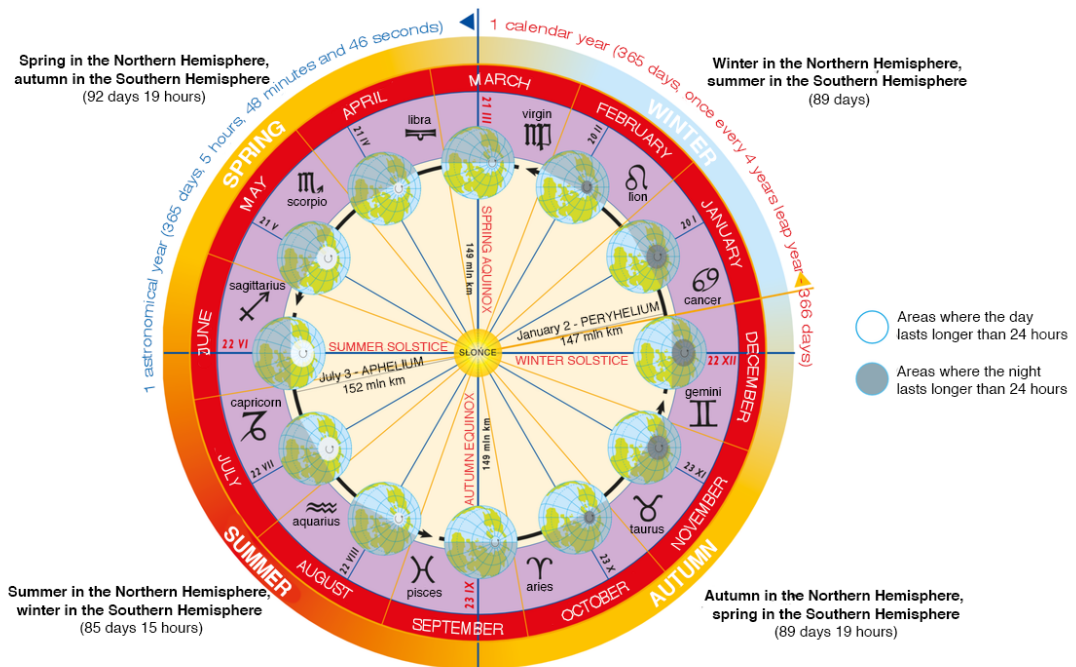 1 astronomical year (365 days, 5 hours, 48 minutes and 46 seconds)
1 calendar year (365 days, once every 4 years leap year - 366 days)
Spring in the Northern Hemisphere,
autumn in the Southern Hemisphere
(92 days 19 hours)
Winter in the Northern Hemisphere,
summer in the Southern Hemisphere
(89 days)
SPRING
WINTER
MARCH
APRIL
FEBRUARY
MAY
JANUARY
JUNE
DECEMBER
JULY
NOVEMBER
AUGUST
OCTOBER
SEPTEMBER
SUMMER
AUTUMN
21 III
21 IV
20 II
21 V
20 I
22 VI
22 XII
22 VII
23 XI
22 VIII
23 X
23 IX
libra
virgin
scorpio
lion
sagittarius
cancer
capricorn
gemini
aquarius
taurus
pisces
aries
SPRING AQUINOX
149 mln km
January 2 - PERYHELIUM
147 mln km
SUMMER SOLSTICE
SŁOŃCE
WINTER SOLSTICE
July 3 - APHELIUM
152 mln km
AUTUMN EQUINOX
149 mln km
Areas where the day
lasts longer than 24 hours
Areas where the night
lasts longer than 24 hours
Summer in the Northern Hemisphere,
winter in the Southern Hemisphere
(85 days 15 hours)
Autumn in the Northern Hemisphere,
spring in the Southern Hemisphere
(89 days 19 hours)